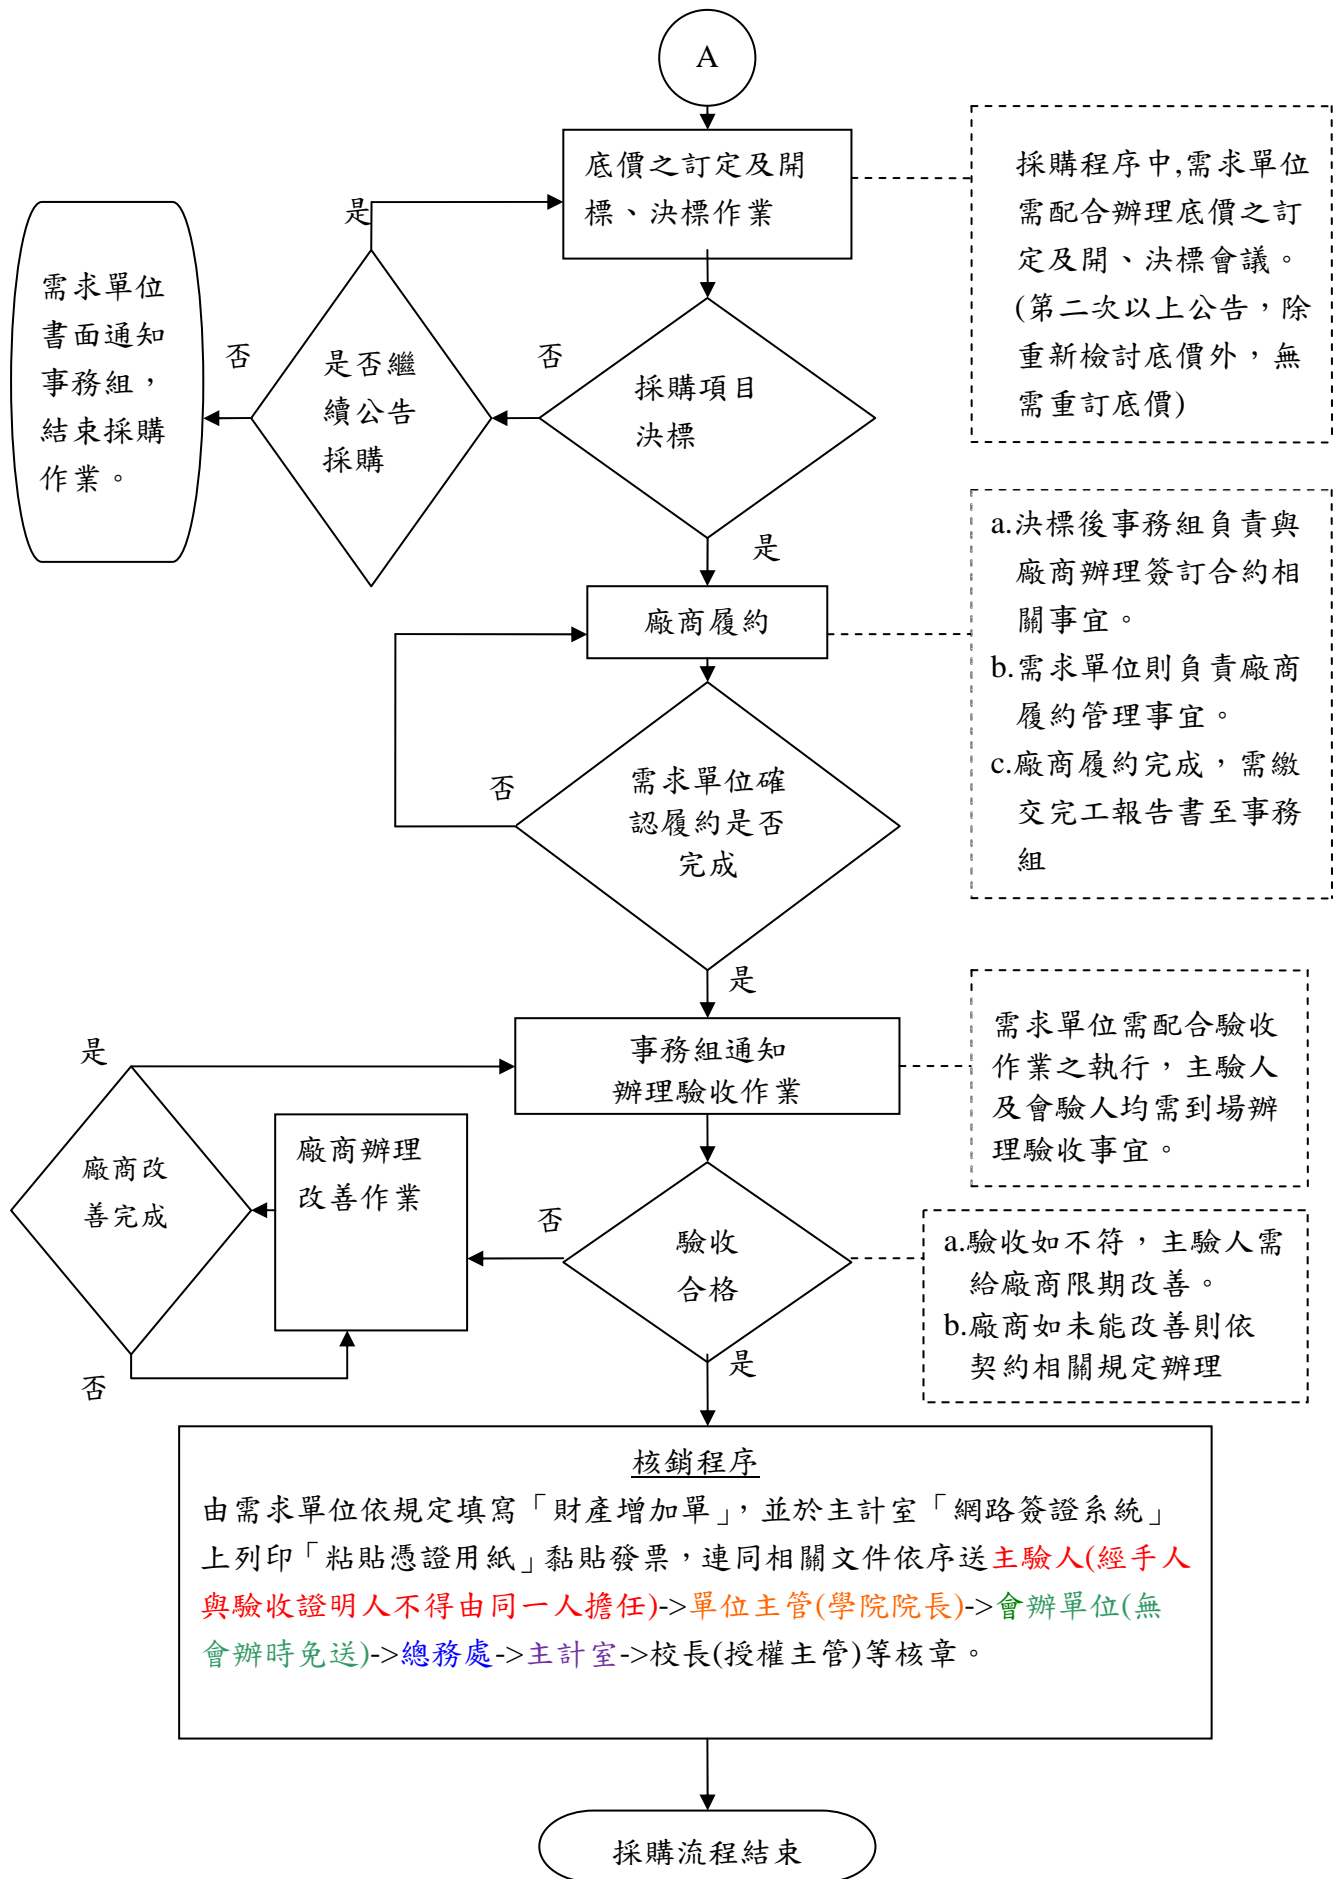 A
底價之訂定及開
標、決標作業
採購程序中,需求單位
需配合辦理底價之訂
定及開、決標會議。
(第二次以上公告，除
重新檢討底價外，無
需重訂底價)
是
需求單位
書面通知
事務組，
結束採購
作業。
否
是否繼
續公告
採購
否
採購項目
決標
是
a.決標後事務組負責與
廠商辦理簽訂合約相
關事宜。
b.需求單位則負責廠商
履約管理事宜。
c.廠商履約完成，需繳
交完工報告書至事務
組
廠商履約
否
需求單位確
認履約是否
完成
是
事務組通知
辦理驗收作業
需求單位需配合驗收
作業之執行，主驗人
及會驗人均需到場辦
理驗收事宜。
是
廠商改
善完成
廠商辦理
改善作業
否
驗收
合格
a.驗收如不符，主驗人需
給廠商限期改善。
b.廠商如未能改善則依
契約相關規定辦理
否
是
核銷程序
由需求單位依規定填寫「財產增加單」，並於主計室「網路簽證系統」
上列印「粘貼憑證用紙」黏貼發票，連同相關文件依序送主驗人(經手人
與驗收證明人不得由同一人擔任)->單位主管(學院院長)->會辦單位(無
會辦時免送)->總務處->主計室->校長(授權主管)等核章。
採購流程結束